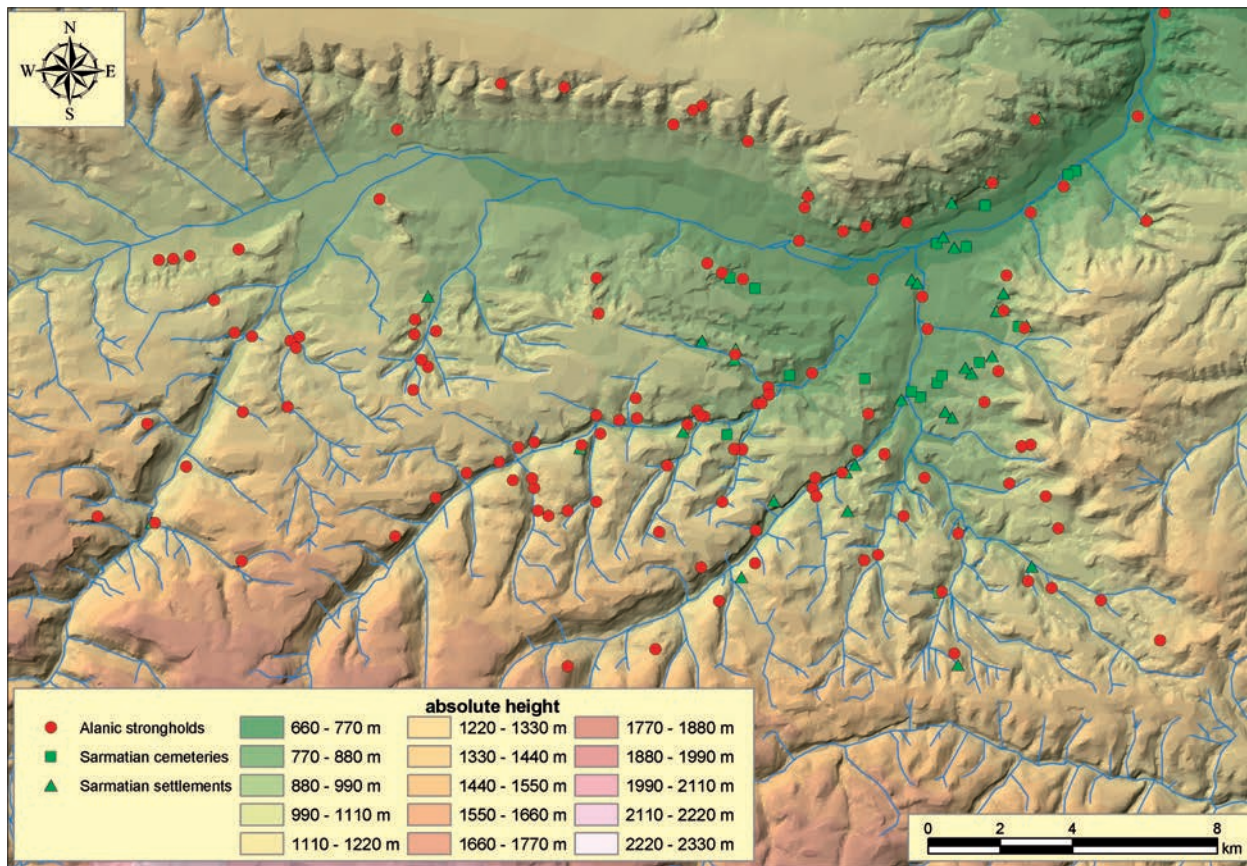 N
W E
S
absolute height
Alanic strongholds
Sarmatian cemeteries
Sarmatian settlements
660 - 770 m
770 - 880 m
880 - 990 m
990 - 1110 m
1110 - 1220 m
1220 - 1330 m
1330 - 1440 m
1440 - 1550 m
1550 - 1660 m
1660 - 1770 m
1770 - 1880 m
1880 - 1990 m
1990 - 2110 m
2110 - 2220 m
2220 - 2330 m
0 2 4 8
km